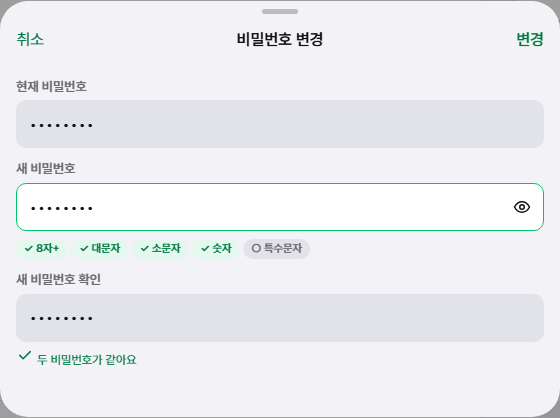 취소 비밀번호 변경 변경
현재 비밀번호
••••••••
새 비밀번호
••••••••
✓ 8자+ ✓ 대문자 ✓ 소문자 ✓ 숫자 ○ 특수문자
새 비밀번호 확인
••••••••
✓ 두 비밀번호가 같아요